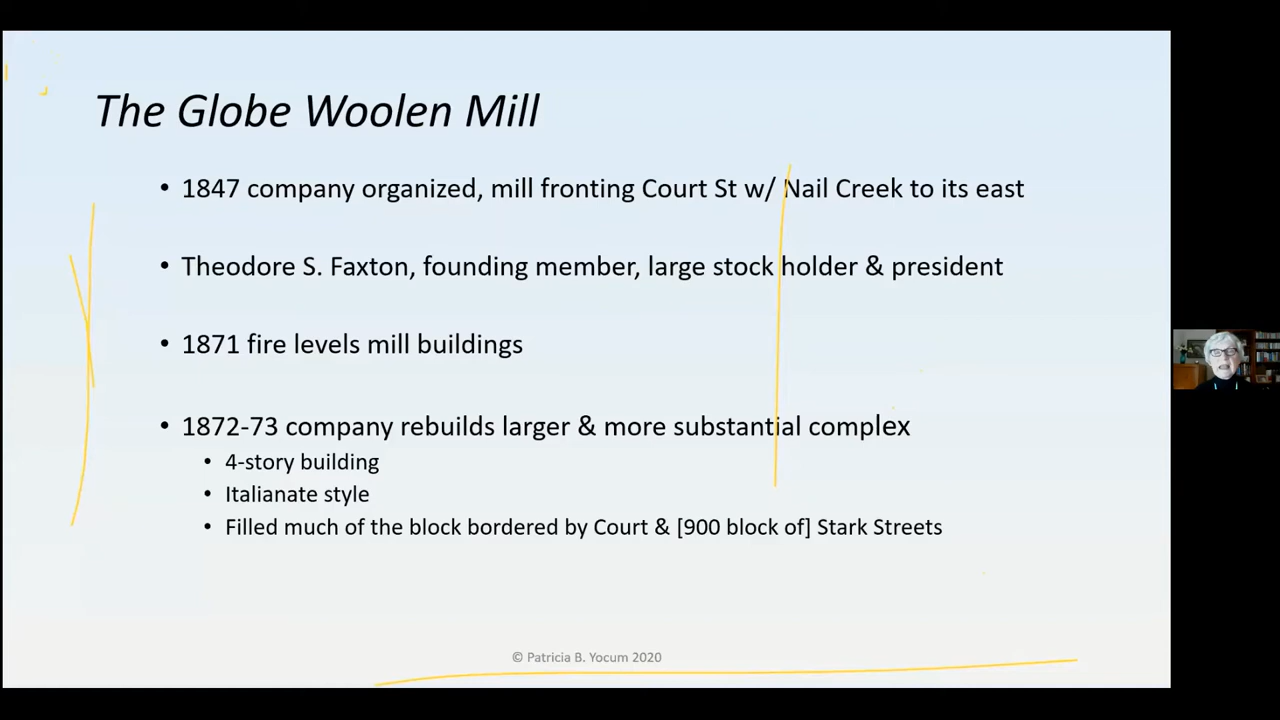 The Globe Woolen Mill
• 1847 company organized, mill fronting Court St w/ Nail Creek to its east
• Theodore S. Faxton, founding member, large stock holder & president
• 1871 fire levels mill buildings
• 1872-73 company rebuilds larger & more substantial complex
• 4-story building
• Italianate style
• Filled much of the block bordered by Court & [900 block of] Stark Streets
© Patricia B. Yocum 2020